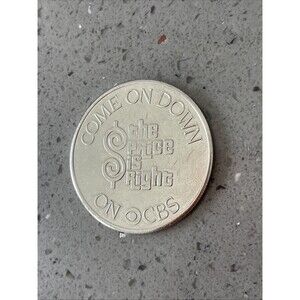 COME ON DOWN
the
Price
is
Right
ON CBS